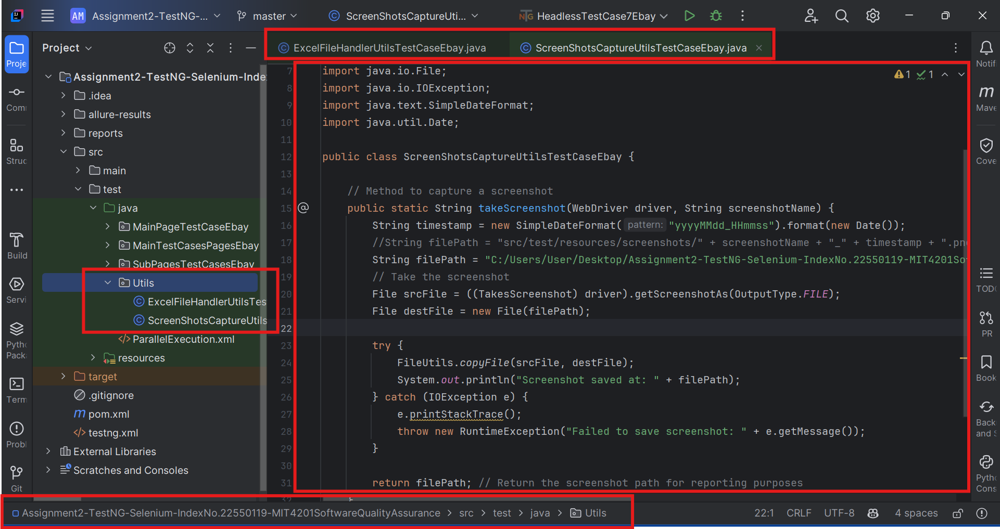 AM Assignment2-TestNG-... master ScreenShotsCaptureUti... HeadlessTestCase7Ebay
Project
ExcelFileHandlerUtilsTestCaseEbay.java ScreenShotsCaptureUtilsTestCaseEbay.java
Proje
Com
Struc
Build
Servi
Pytho
Pack
Term
Probl
Git
Assignment2-TestNG-Selenium-Inde
.idea
allure-results
reports
src
main
test
java
MainPageTestCaseEbay
MainTestCasesPagesEbay
SubPagesTestCasesEbay
Utils
ExcelFileHandlerUtilsTes
ScreenShotsCaptureUtils
ParallelExecution.xml
resources
target
.gitignore
pom.xml
testng.xml
External Libraries
Scratches and Consoles
1 1
7 import java.io.File;
8 import java.io.IOException;
9 import java.text.SimpleDateFormat;
10 import java.util.Date;
11
12 public class ScreenShotsCaptureUtilsTestCaseEbay {
13
14 // Method to capture a screenshot
15 @ public static String takeScreenshot(WebDriver driver, String screenshotName) {
16 String timestamp = new SimpleDateFormat( pattern: "yyyyMMdd_HHmmss").format(new Date());
17 //String filePath = "src/test/resources/screenshots/" + screenshotName + "_" + timestamp + ".pn
18 String filePath = "C:/Users/User/Desktop/Assignment2-TestNG-Selenium-IndexNo.22550119-MIT4201So
19 // Take the screenshot
20 File srcFile = ((TakesScreenshot) driver).getScreenshotAs(OutputType.FILE);
21 File destFile = new File(filePath);
22
23 try {
24 FileUtils.copyFile(srcFile, destFile);
25 System.out.println("Screenshot saved at: " + filePath);
26 } catch (IOException e) {
27 e.printStackTrace();
28 throw new RuntimeException("Failed to save screenshot: " + e.getMessage());
29 }
30
31 return filePath; // Return the screenshot path for reporting purposes
32 }
Notif
Mave
Cove
TODO
PR
Book
Back
and S
Pytho
Cons
Assignment2-TestNG-Selenium-IndexNo.22550119-MIT4201SoftwareQualityAssurance > src > test > java > Utils 22:1 CRLF UTF-8 4 spaces